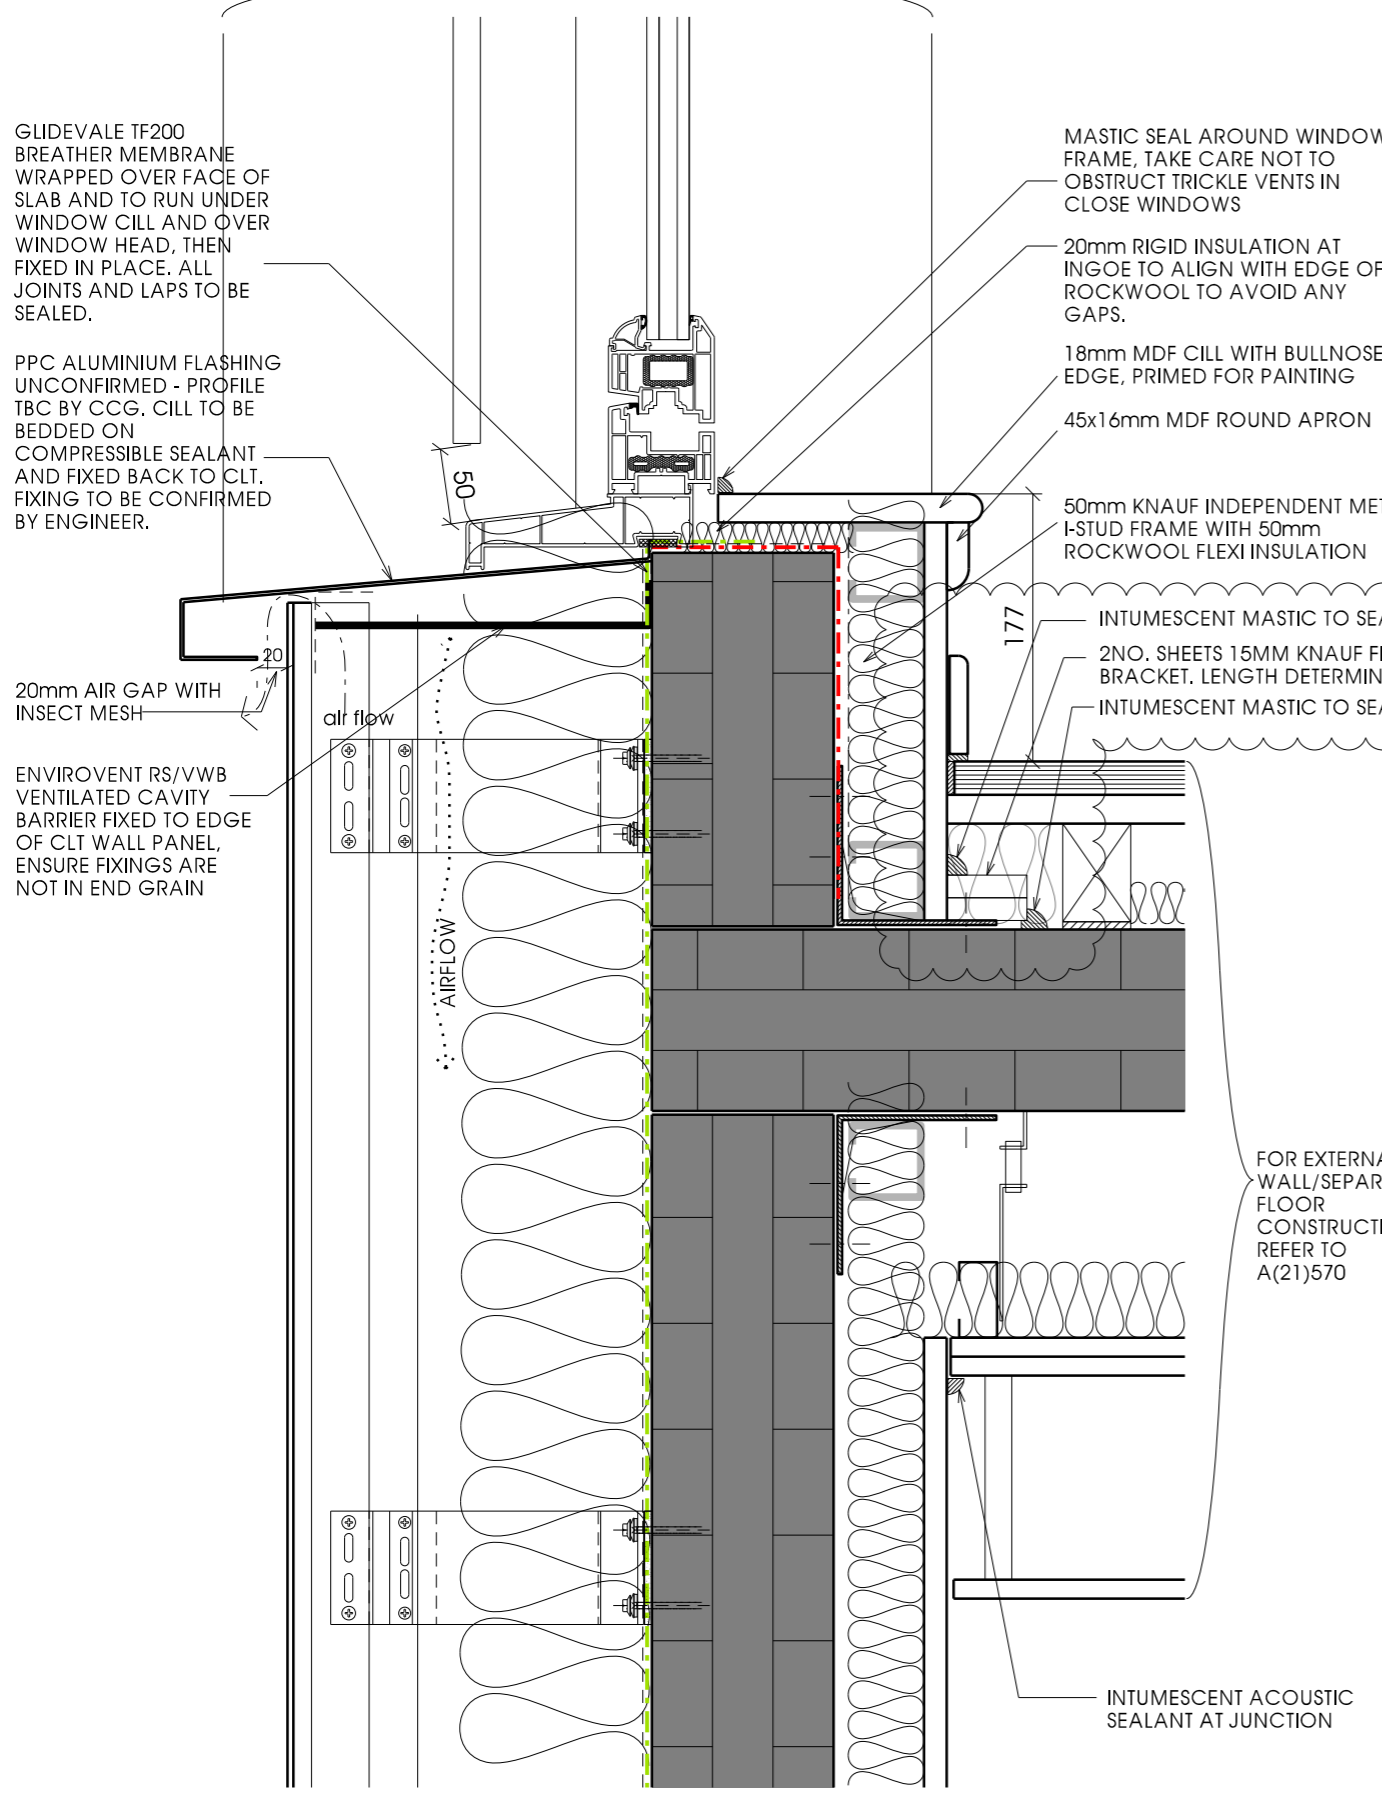 GLIDEVALE TF200
BREATHER MEMBRANE
WRAPPED OVER FACE OF
SLAB AND TO RUN UNDER
WINDOW CILL AND OVER
WINDOW HEAD, THEN
FIXED IN PLACE. ALL
JOINTS AND LAPS TO BE
SEALED.
PPC ALUMINIUM FLASHING
UNCONFIRMED - PROFILE
TBC BY CCG. CILL TO BE
BEDDED ON
COMPRESSIBLE SEALANT
AND FIXED BACK TO CLT.
FIXING TO BE CONFIRMED
BY ENGINEER.
50
20
20mm AIR GAP WITH
INSECT MESH
air flow
ENVIROVENT RS/VWB
VENTILATED CAVITY
BARRIER FIXED TO EDGE
OF CLT WALL PANEL,
ENSURE FIXINGS ARE
NOT IN END GRAIN
AIRFLOW
MASTIC SEAL AROUND WINDOW
FRAME, TAKE CARE NOT TO
OBSTRUCT TRICKLE VENTS IN
CLOSE WINDOWS
20mm RIGID INSULATION AT
INGOE TO ALIGN WITH EDGE OF
ROCKWOOL TO AVOID ANY
GAPS.
18mm MDF CILL WITH BULLNOSE
EDGE, PRIMED FOR PAINTING
45x16mm MDF ROUND APRON
50mm KNAUF INDEPENDENT MET
I-STUD FRAME WITH 50mm
ROCKWOOL FLEXI INSULATION
177
INTUMESCENT MASTIC TO SEA
2NO. SHEETS 15MM KNAUF FI
BRACKET. LENGTH DETERMIN
INTUMESCENT MASTIC TO SEA
FOR EXTERNA
WALL/SEPAR
FLOOR
CONSTRUCTI
REFER TO
A(21)570
INTUMESCENT ACOUSTIC
SEALANT AT JUNCTION